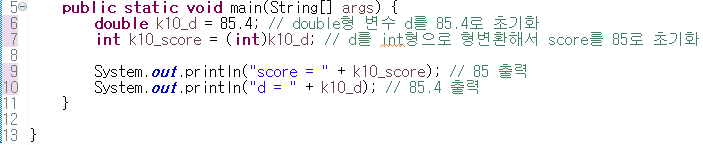 5 public static void main(String[] args) {
6 double k10_d = 85.4; // double형 변수 d를 85.4로 초기화
7 int k10_score = (int)k10_d; // d를 int형으로 형변환해서 score를 85로 초기화
8
9 System.out.println("score = " + k10_score); // 85 출력
10 System.out.println("d = " + k10_d); // 85.4 출력
11 }
12
13 }